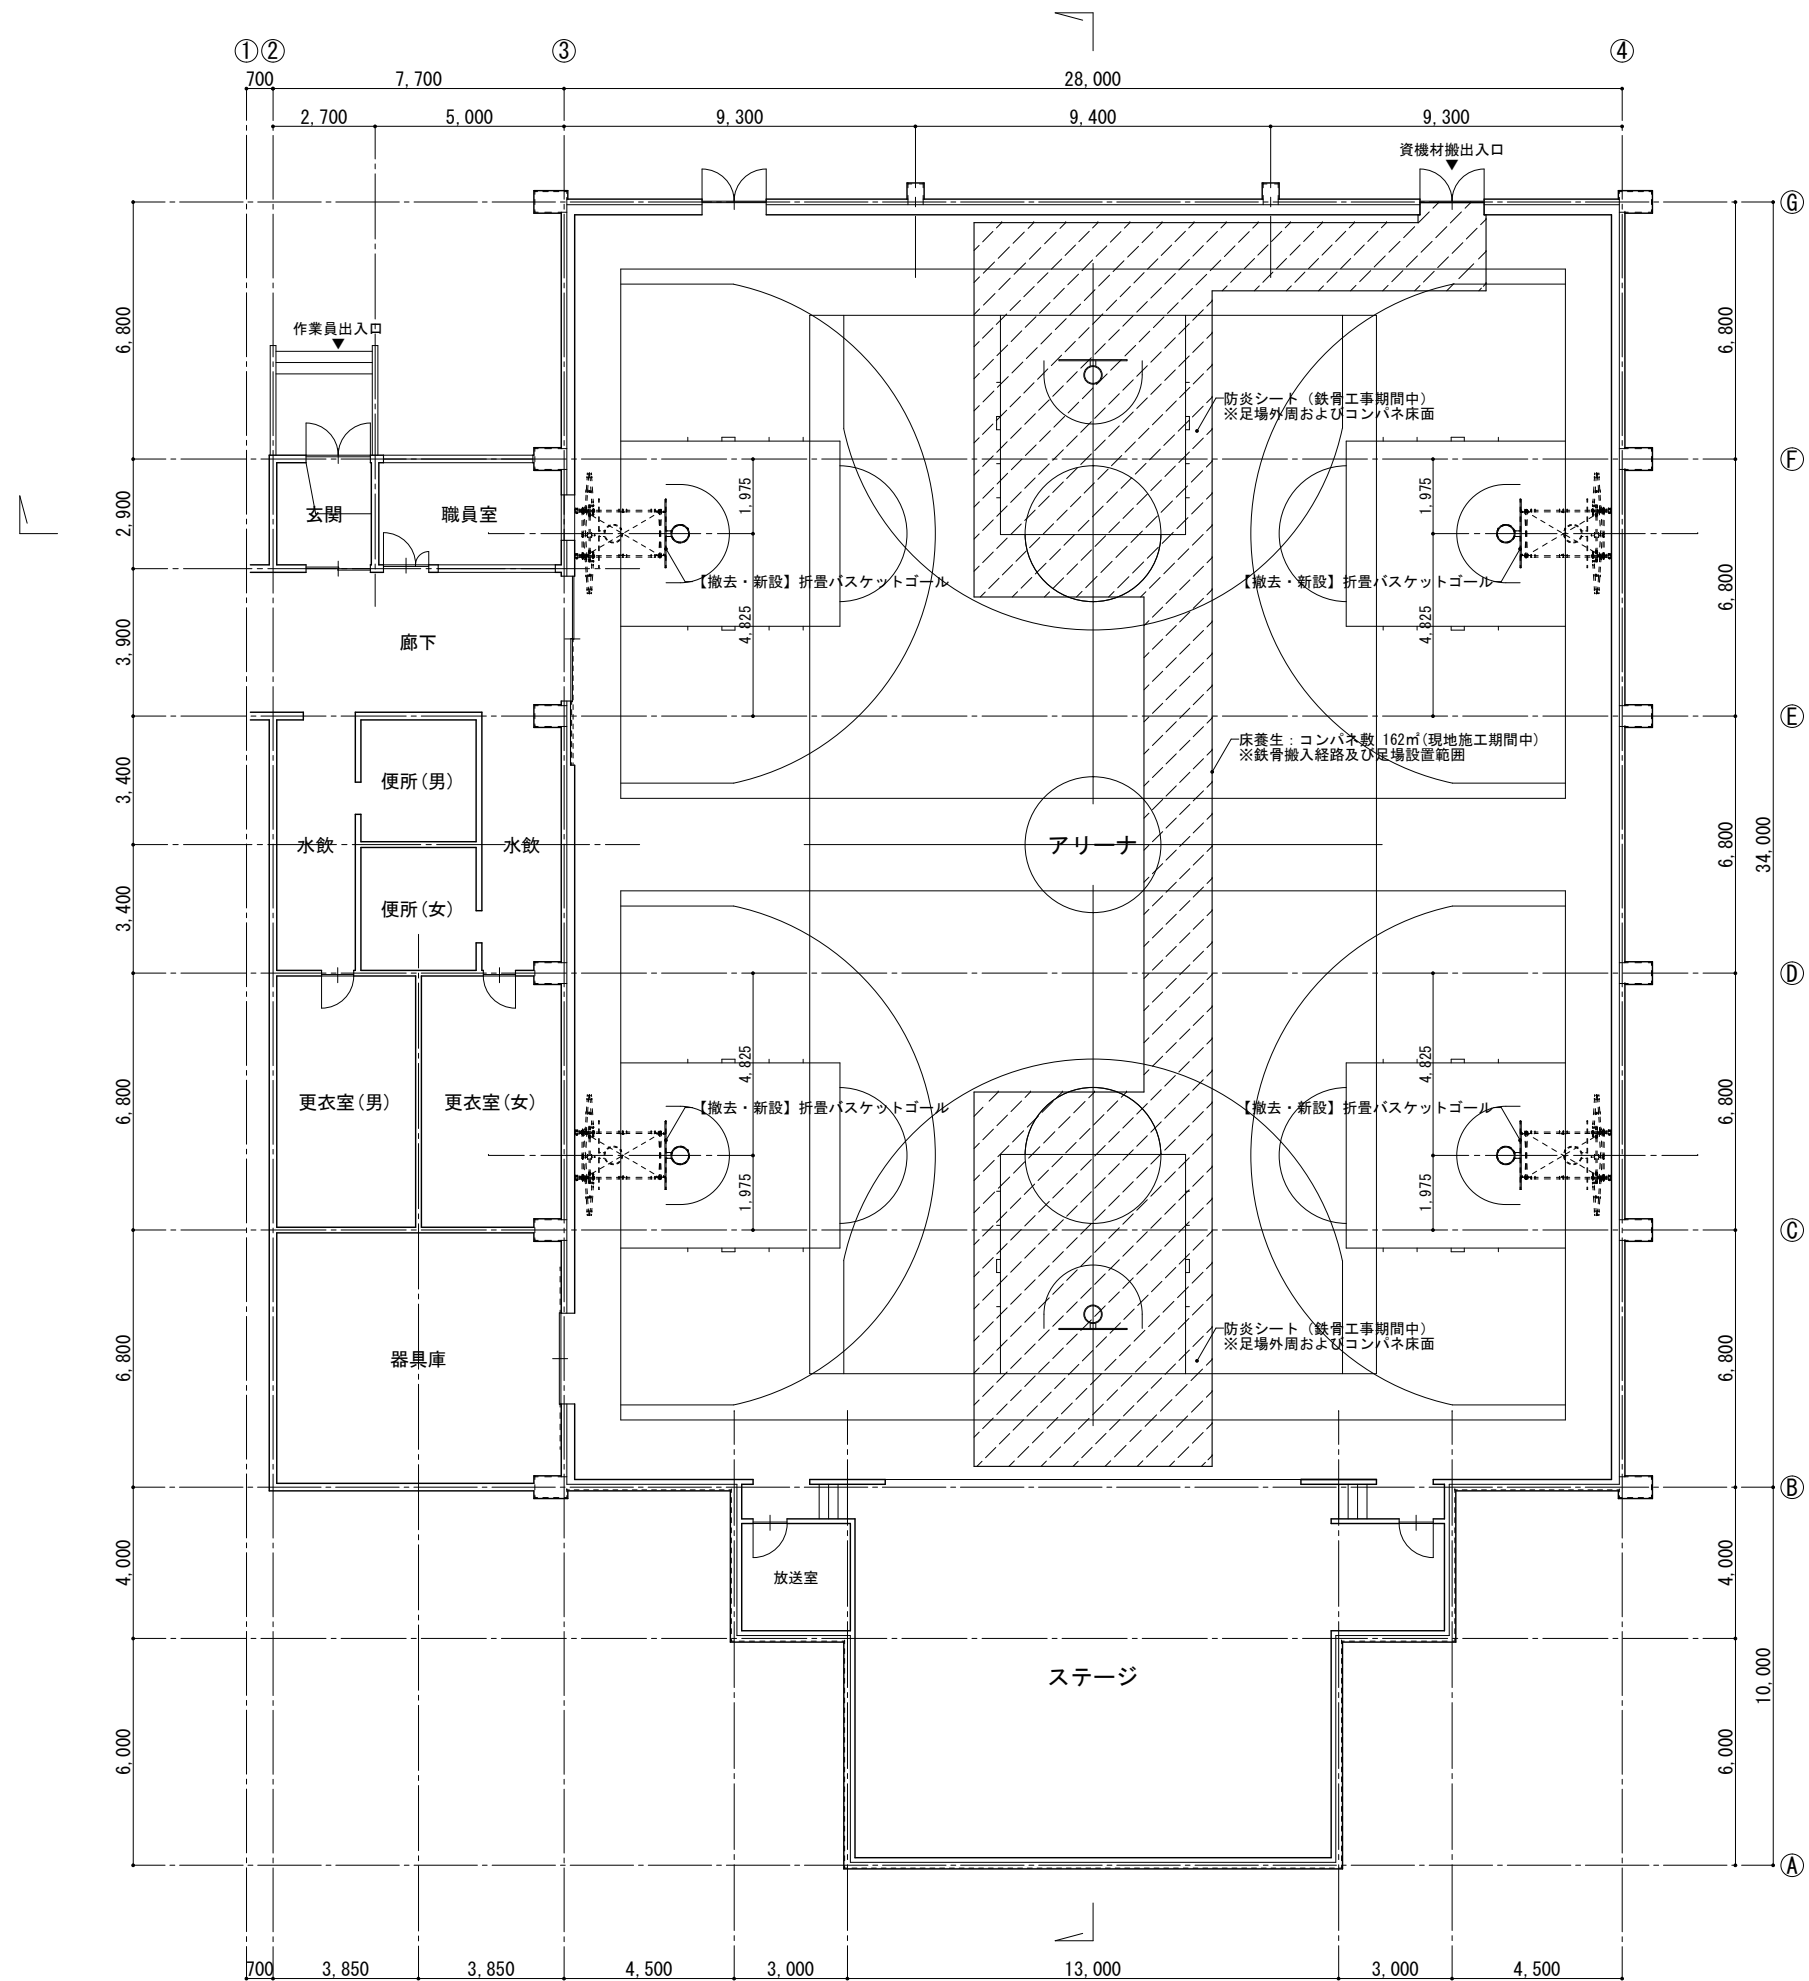 ① ② ③ ④
700 7,700 28,000
2,700 5,000 9,300 9,400 9,300
資機材搬出入口
Ⓖ
6,800 6,800
作業員出入口
防炎シート（鉄骨工事期間中）
※足場外周およびコンパネ床面
Ⓕ
2,900 1,975 1,975
玄関 職員室
【撤去・新設】折畳バスケットゴール 【撤去・新設】折畳バスケットゴール
6,800
3,900 4,825 4,825
廊下
Ⓔ
床養生：コンパネ敷 162㎡(現地施工期間中)
※鉄骨搬入経路及び足場設置範囲
3,400
便所(男)
水飲 水飲 アリーナ
6,800 34,000
3,400
便所(女)
Ⓓ
4,825 4,825
6,800 更衣室(男) 更衣室(女) 6,800
【撤去・新設】折畳バスケットゴール 【撤去・新設】折畳バスケットゴール
1,975 1,975
Ⓒ
防炎シート（鉄骨工事期間中）
※足場外周およびコンパネ床面
6,800 器具庫 6,800
Ⓑ
4,000 放送室 4,000
ステージ
10,000
6,000 6,000
Ⓐ
700 3,850 3,850 4,500 3,000 13,000 3,000 4,500